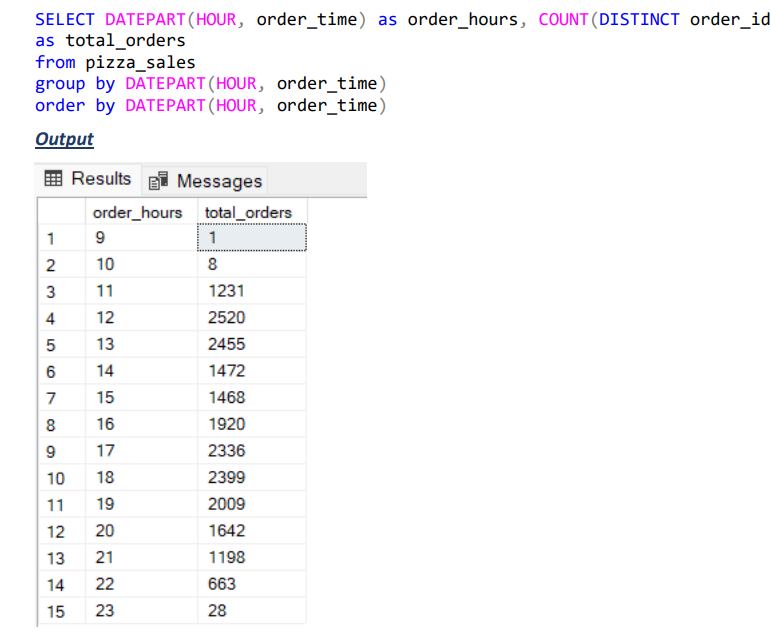 SELECT DATEPART(HOUR, order_time) as order_hours, COUNT(DISTINCT order_id
as total_orders
from pizza_sales
group by DATEPART(HOUR, order_time)
order by DATEPART(HOUR, order_time)
Output
Results Messages
order_hours total_orders
1 9 1
2 10 8
3 11 1231
4 12 2520
5 13 2455
6 14 1472
7 15 1468
8 16 1920
9 17 2336
10 18 2399
11 19 2009
12 20 1642
13 21 1198
14 22 663
15 23 28